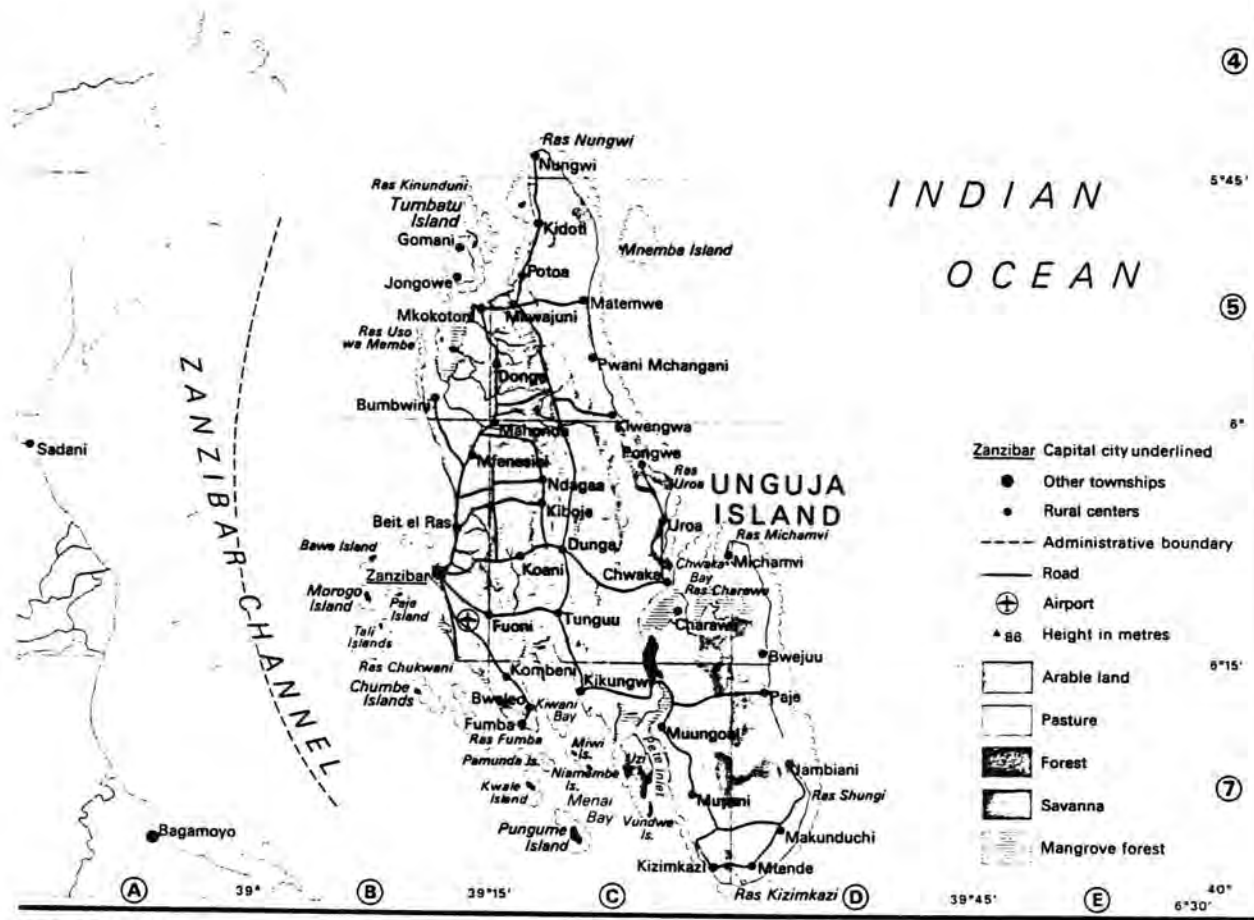 ④
Ras Nungwi
Nungwi
5°45'
INDIAN
OCEAN
Ras Kinunduni
Tumbatu
Island
Kidoti
Gomani
Mnemba Island
Potoa
Jongowe
Matemwe
Mkokotoni
Mkwajuni
⑤
Ras Uso
wa Membe
Pwani Mchangani
Donge
ZANZIBAR CHANNEL
Bumbwini
Mahonda
Kiwengwa
6°
Sadani
Mfenesini
Pongwe
Ras
Uroa
Ndagaa
UNGUJA
ISLAND
Kiboje
Beit el Ras
Uroa
Ras Michamvi
Bawe Island
Dunga
Michamvi
Koani
Chwaka
Chwaka
Bay
Zanzibar
Ras Charawe
Morogo
Island
Paje
Island
Charawe
Fuoni
Tunguu
Tali
Islands
Bwejuu
6°15'
Ras Chukwani
Kombeni
Kikungwi
Chumbe
Islands
Bweleo
Kiwani
Bay
Paje
Fumba
Muungoni
Ras Fumba
Pete Inlet
Miwi
Is.
Uzi
Pamunda Is.
Niamembe
Is.
Jambiani
Kwale
Island
Menai
Bay
Muyuni
Ras Shungi
⑦
Vundwe
Is.
Pungume
Island
Makunduchi
Bagamoyo
Kizimkazi
Mtende
Ras Kizimkazi
Zanzibar Capital city underlined
Other townships
Rural centers
Administrative boundary
Road
Airport
86 Height in metres
Arable land
Pasture
Forest
Savanna
Mangrove forest
Ⓐ 39° Ⓑ 39°15' Ⓒ Ⓓ 39°45' Ⓔ 40°
6°30'